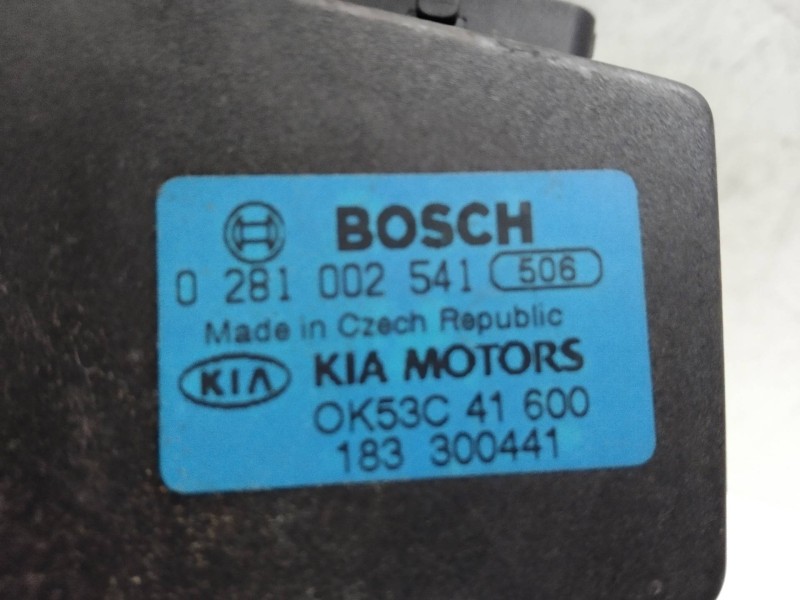 BOSCH
0 281 002 541 506
Made in Czech Republic
KIA KIA MOTORS
OK53C 41 600
183 300441